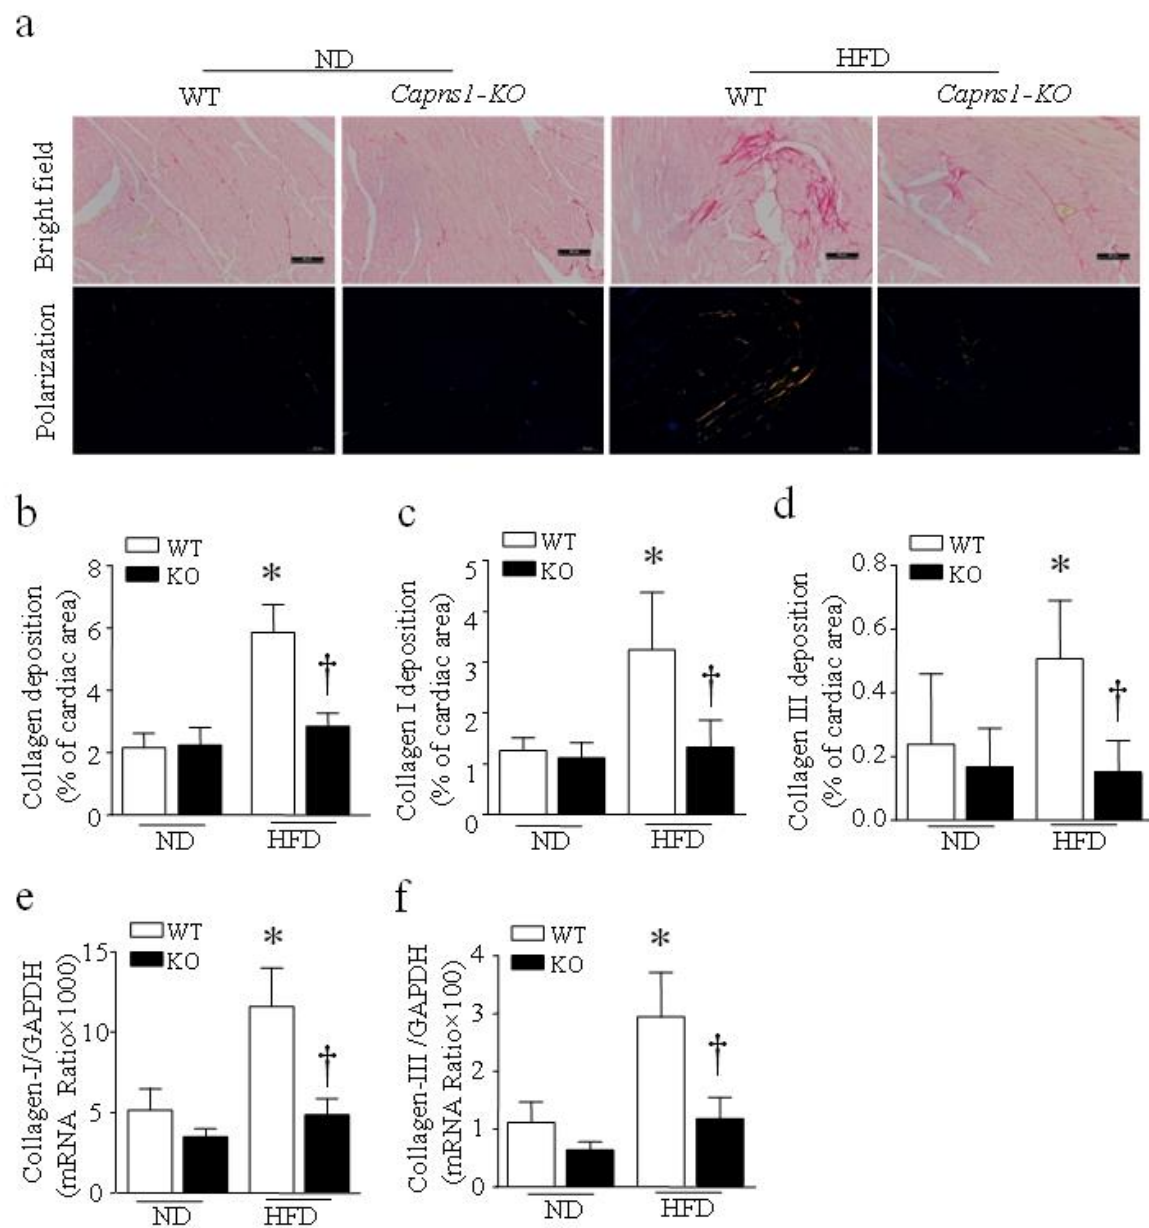 a
ND
HFD
WT
Capns1-KO
WT
Capns1-KO
Bright field
Polarization
b
WT
KO
Collagen deposition
(% of cardiac area)
8
6
4
2
0
*
†
ND
HFD
c
WT
KO
Collagen I deposition
(% of cardiac area)
5
4
3
2
1
0
*
†
ND
HFD
d
WT
KO
Collagen III deposition
(% of cardiac area)
0.8
0.6
0.4
0.2
0.0
*
†
ND
HFD
e
WT
KO
Collagen-I/GAPDH
(mRNA Ratio×1000)
15
10
5
0
*
†
ND
HFD
f
WT
KO
Collagen-III /GAPDH
(mRNA Ratio×100)
4
3
2
1
0
*
†
ND
HFD